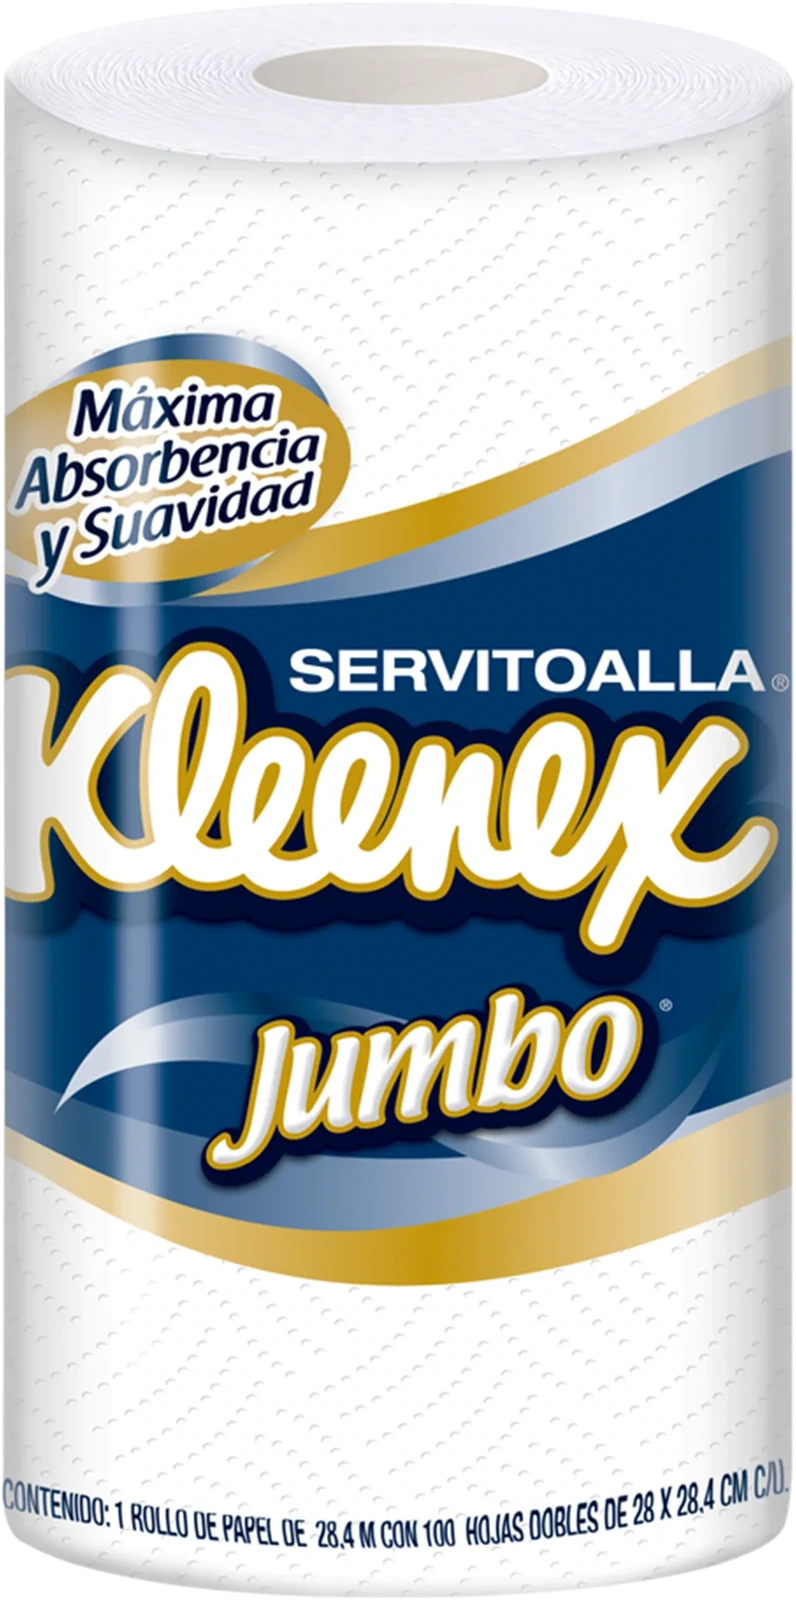 Máxima
Absorbencia
y Suavidad
SERVITOALLA®
Kleenex
Jumbo®
CONTENIDO: 1 ROLLO DE PAPEL DE 28,4 M CON 100 HOJAS DOBLES DE 28 X 28,4 CM C/U.